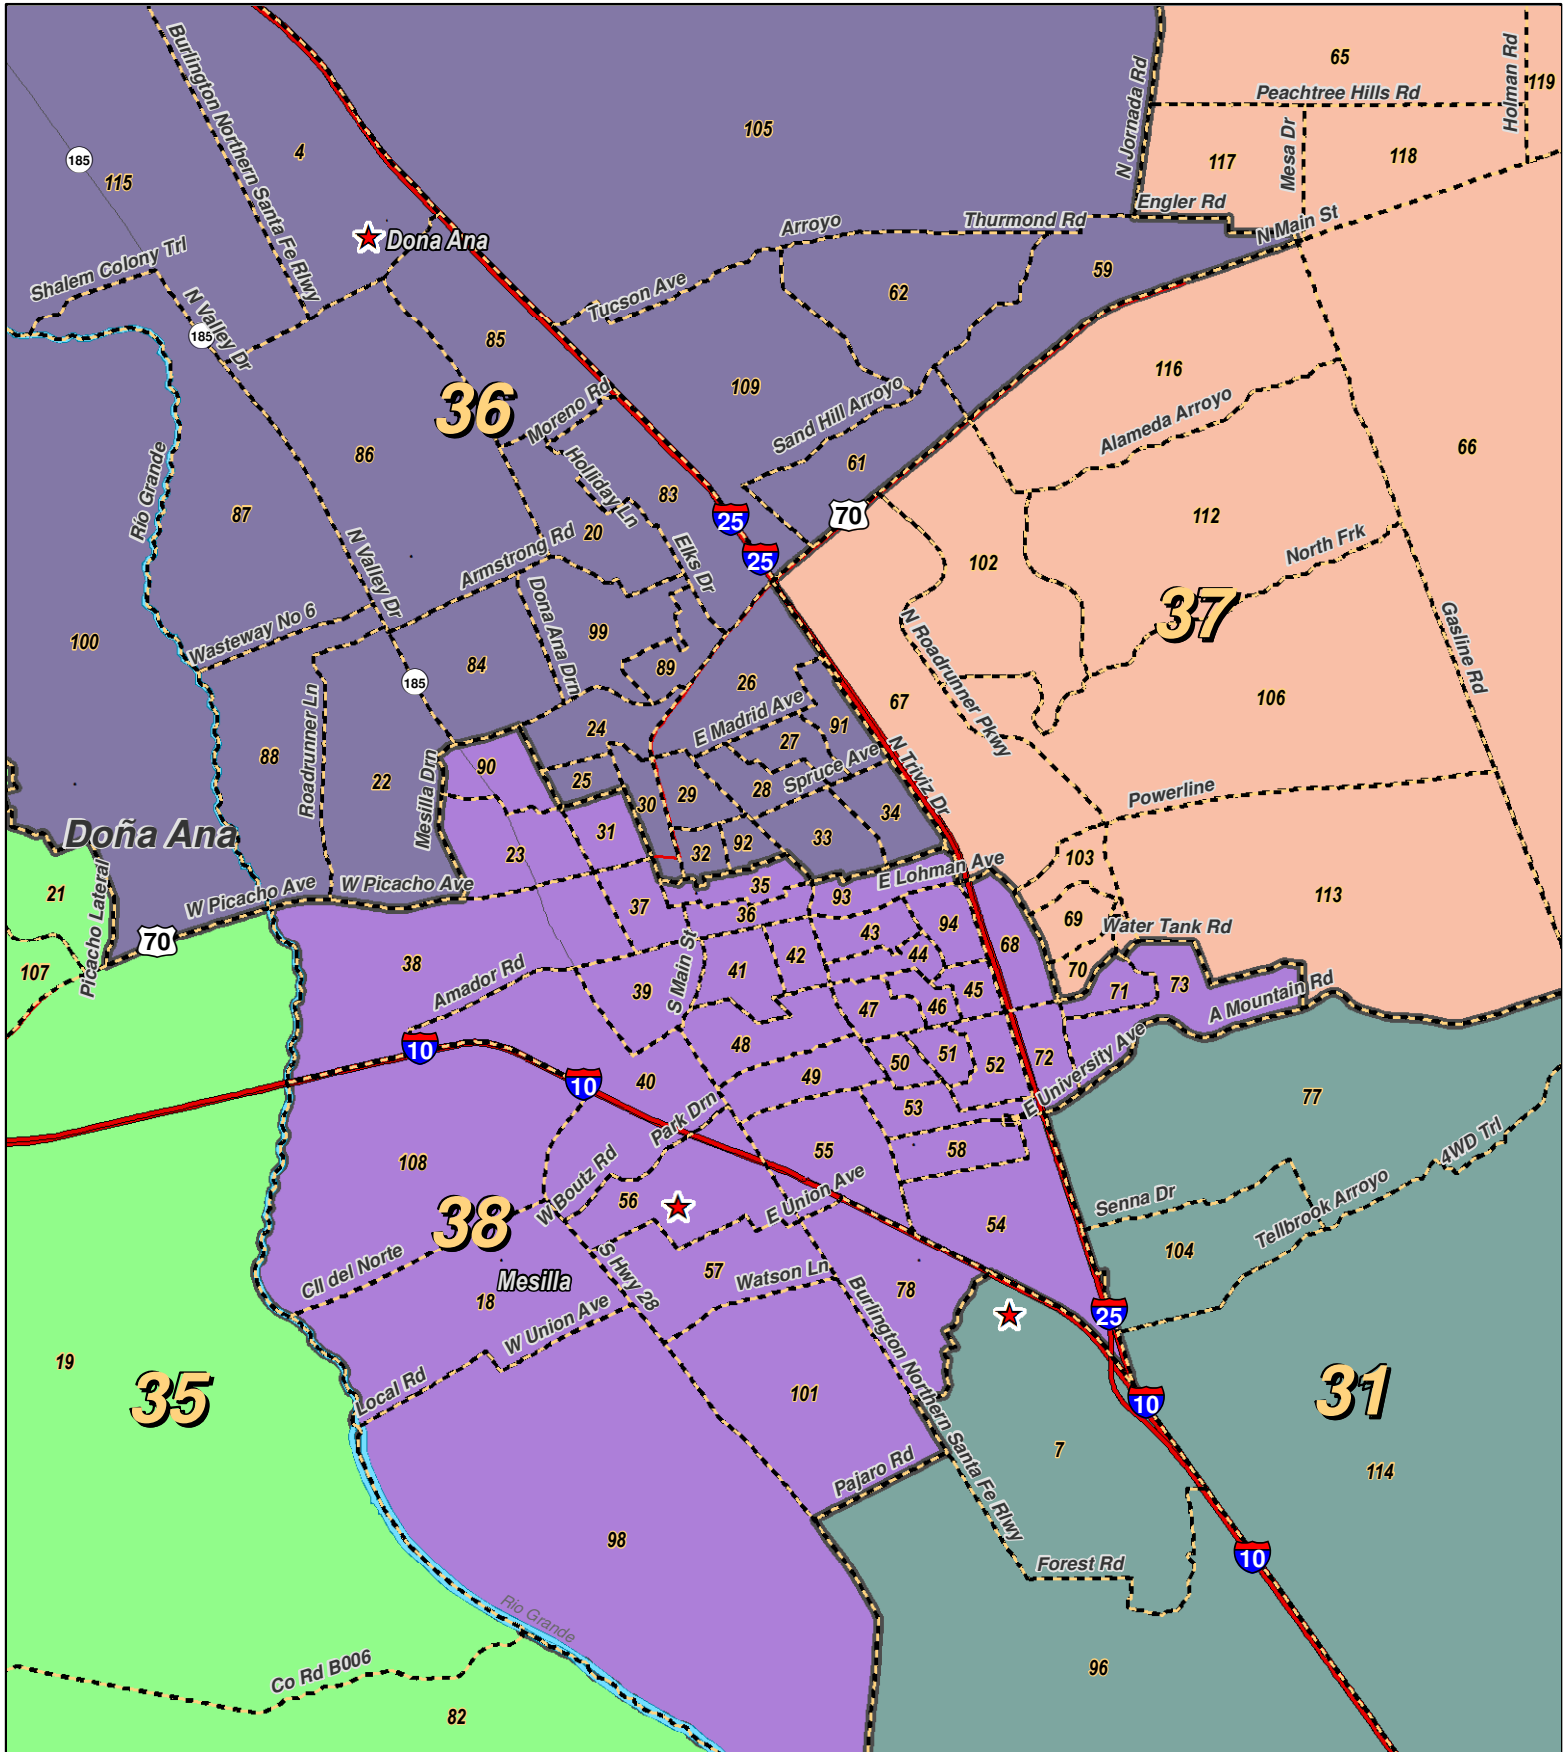 65
Holman Rd
119
Peachtree Hills Rd
Burlington Northern Santa Fe Rlwy
4
105
N Jornada Rd
117
Mesa Dr
118
185
115
Engler Rd
Dona Ana
Arroyo
Thurmond Rd
N Main St
Shalem Colony Trl
59
Tucson Ave
62
N Valley Dr
185
85
116
36
109
Moreno Rd
Sand Hill Arroyo
Alameda Arroyo
66
86
Rio Grande
61
Holliday Ln
83
87
25
70
112
20
North Frk
25
102
N Valley Dr
Armstrong Rd
Elks Dr
37
Wasteway No 6
Dona Ana Drn
99
N Roadrunner Pkwy
Gasline Rd
100
84
89
185
26
67
106
Roadrunner Ln
24
E Madrid Ave
91
27
N Triviz Dr
88
90
Spruce Ave
22
Mesilla Drn
25
28
Powerline
30
29
34
Doña Ana
31
33
92
32
23
103
21
Picacho Lateral
W Picacho Ave
W Picacho Ave
E Lohman Ave
35
93
113
37
36
69
Water Tank Rd
94
43
68
70
38
42
44
107
Amador Rd
41
70
73
39
S Main St
45
71
47
46
A Mountain Rd
10
48
51
72
50
52
E University Ave
10
40
49
77
Park Drn
53
4WD Trl
108
55
58
W Boutz Rd
56
E Union Ave
Senna Dr
Tellbrook Arroyo
38
54
104
Cll del Norte
S Hwy 28
57
Watson Ln
Mesilla
78
18
Burlington Northern Santa Fe Rlwy
25
W Union Ave
19
35
Local Rd
101
31
10
7
Pajaro Rd
114
98
10
Forest Rd
Rio Grande
Co Rd B006
96
82